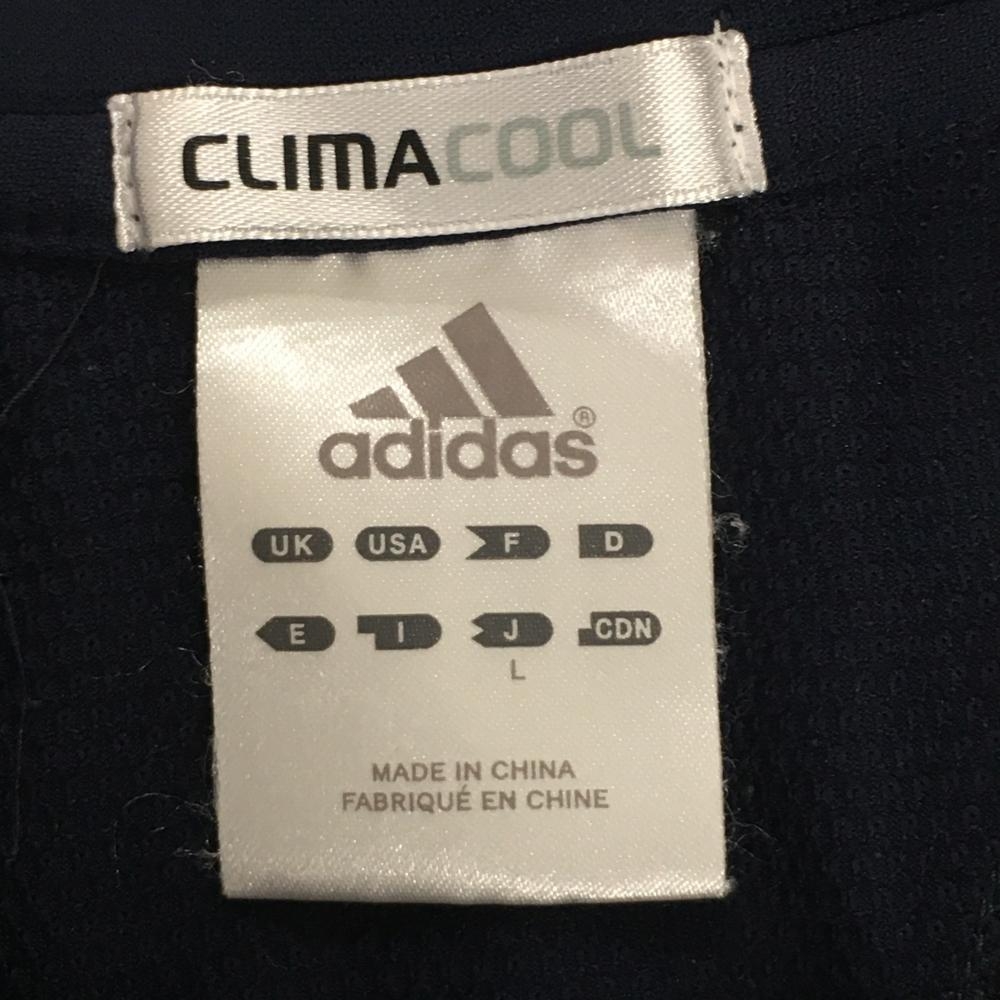 CLIMACOOL
adidas®
UK USA F D
E I J CDN
L
MADE IN CHINA
FABRIQUÉ EN CHINE